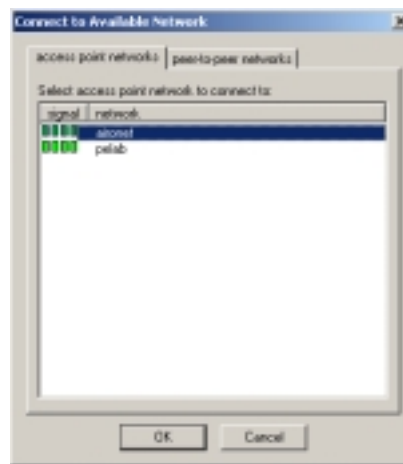 Connect to Available Network
access point networks peer-to-peer networks
Select access point network to connect to:
signal network
aironet
pelab
OK Cancel